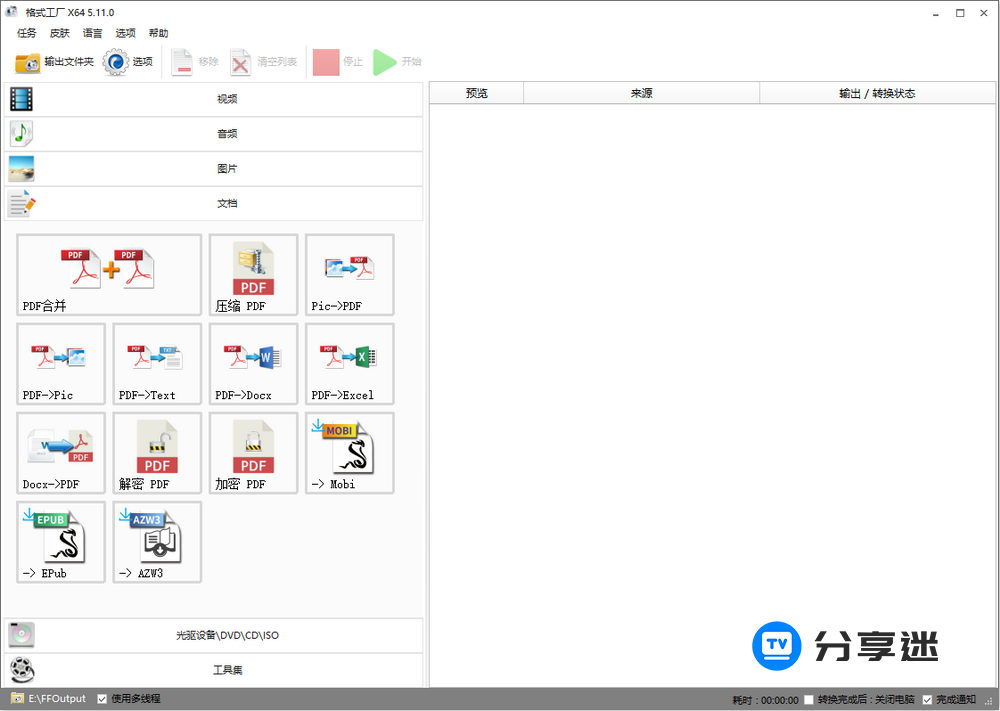 格式工厂 X64 5.11.0
任务 皮肤 语言 选项 帮助
输出文件夹 选项 移除 清空列表 停止 开始
视频
音频
图片
文档
预览 来源 输出 / 转换状态
PDF PDF
PDF合并
PDF
压缩 PDF
PDF
Pic->PDF
PDF
PDF->Pic
PDF TXT
PDF->Text
PDF W
PDF->Docx
PDF X
PDF->Excel
W PDF
Docx->PDF
PDF
解密 PDF
PDF
加密 PDF
MOBI
-> Mobi
EPUB
-> EPub
AZW3
-> AZW3
光驱设备\DVD\CD\ISO
工具集
TV 分享迷
E:\FFOutput 使用多线程 耗时 : 00:00:00 转换完成后 : 关闭电脑 完成通知